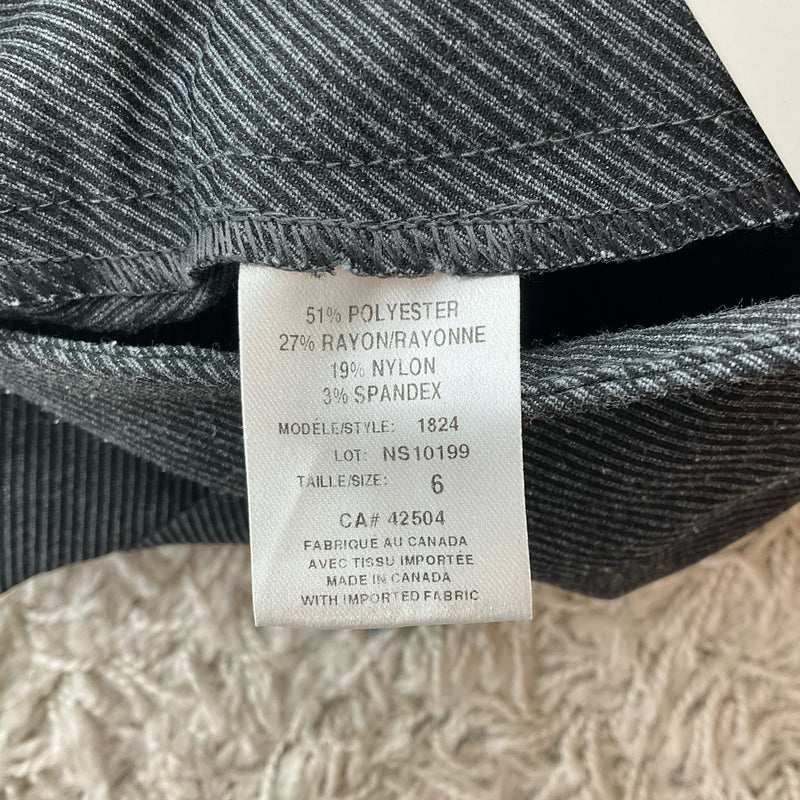 51% POLYESTER
27% RAYON/RAYONNE
19% NYLON
3% SPANDEX
MODÉLE/STYLE: 1824
LOT: NS10199
TAILLE/SIZE: 6
CA# 42504
FABRIQUÉ AU CANADA
AVEC TISSU IMPORTÉE
MADE IN CANADA
WITH IMPORTED FABRIC